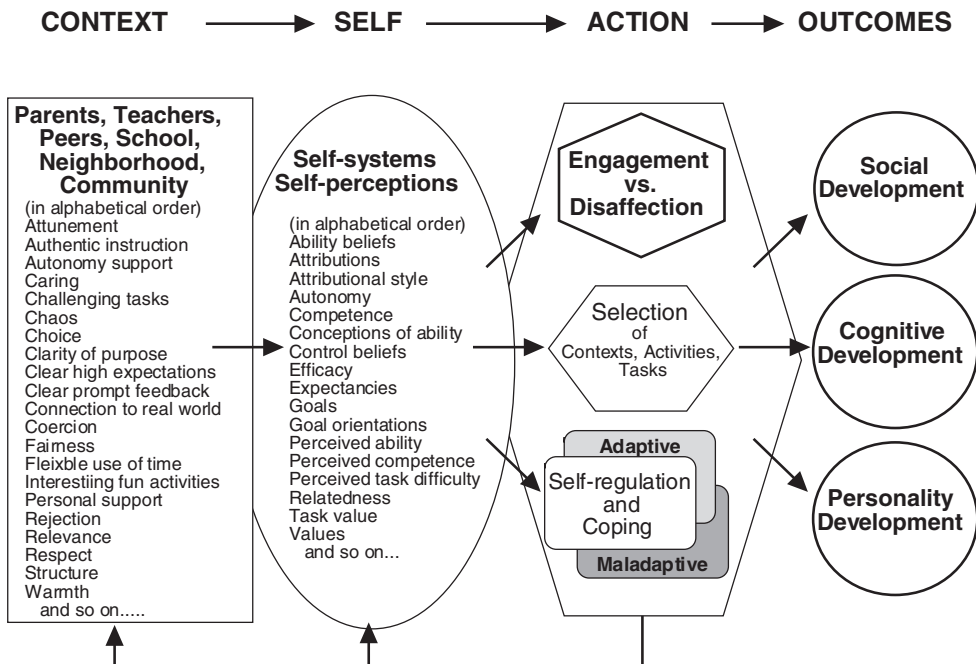 CONTEXT SELF ACTION OUTCOMES
Parents, Teachers,
Peers, School,
Neighborhood,
Community
(in alphabetical order)
Attunement
Authentic instruction
Autonomy support
Caring
Challenging tasks
Chaos
Choice
Clarity of purpose
Clear high expectations
Clear prompt feedback
Connection to real world
Coercion
Fairness
Fleixble use of time
Interestiing fun activities
Personal support
Rejection
Relevance
Respect
Structure
Warmth
and so on.....
Self-systems
Self-perceptions
(in alphabetical order)
Ability beliefs
Attributions
Attributional style
Autonomy
Competence
Conceptions of ability
Control beliefs
Efficacy
Expectancies
Goals
Goal orientations
Perceived ability
Perceived competence
Perceived task difficulty
Relatedness
Task value
Values
and so on...
Engagement
vs.
Disaffection
Selection
of
Contexts, Activities,
Tasks
Adaptive
Self-regulation
and
Coping
Maladaptive
Social
Development
Cognitive
Development
Personality
Development